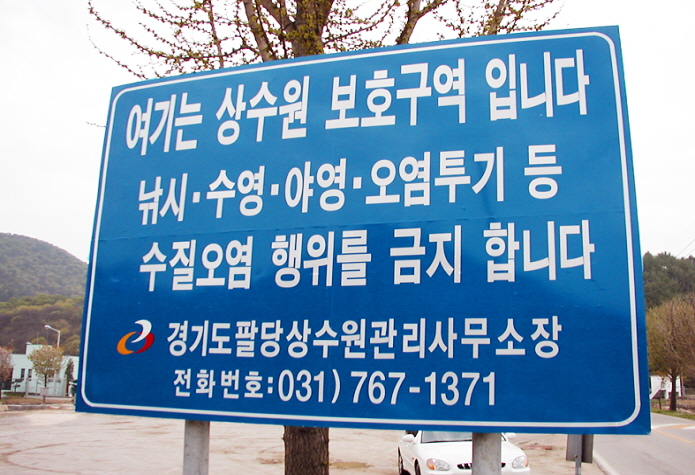 여기는 상수원 보호구역 입니다
낚시·수영·야영·오염투기 등
수질오염 행위를 금지 합니다
경기도팔당상수원관리사무소장
전화번호:031) 767-1371